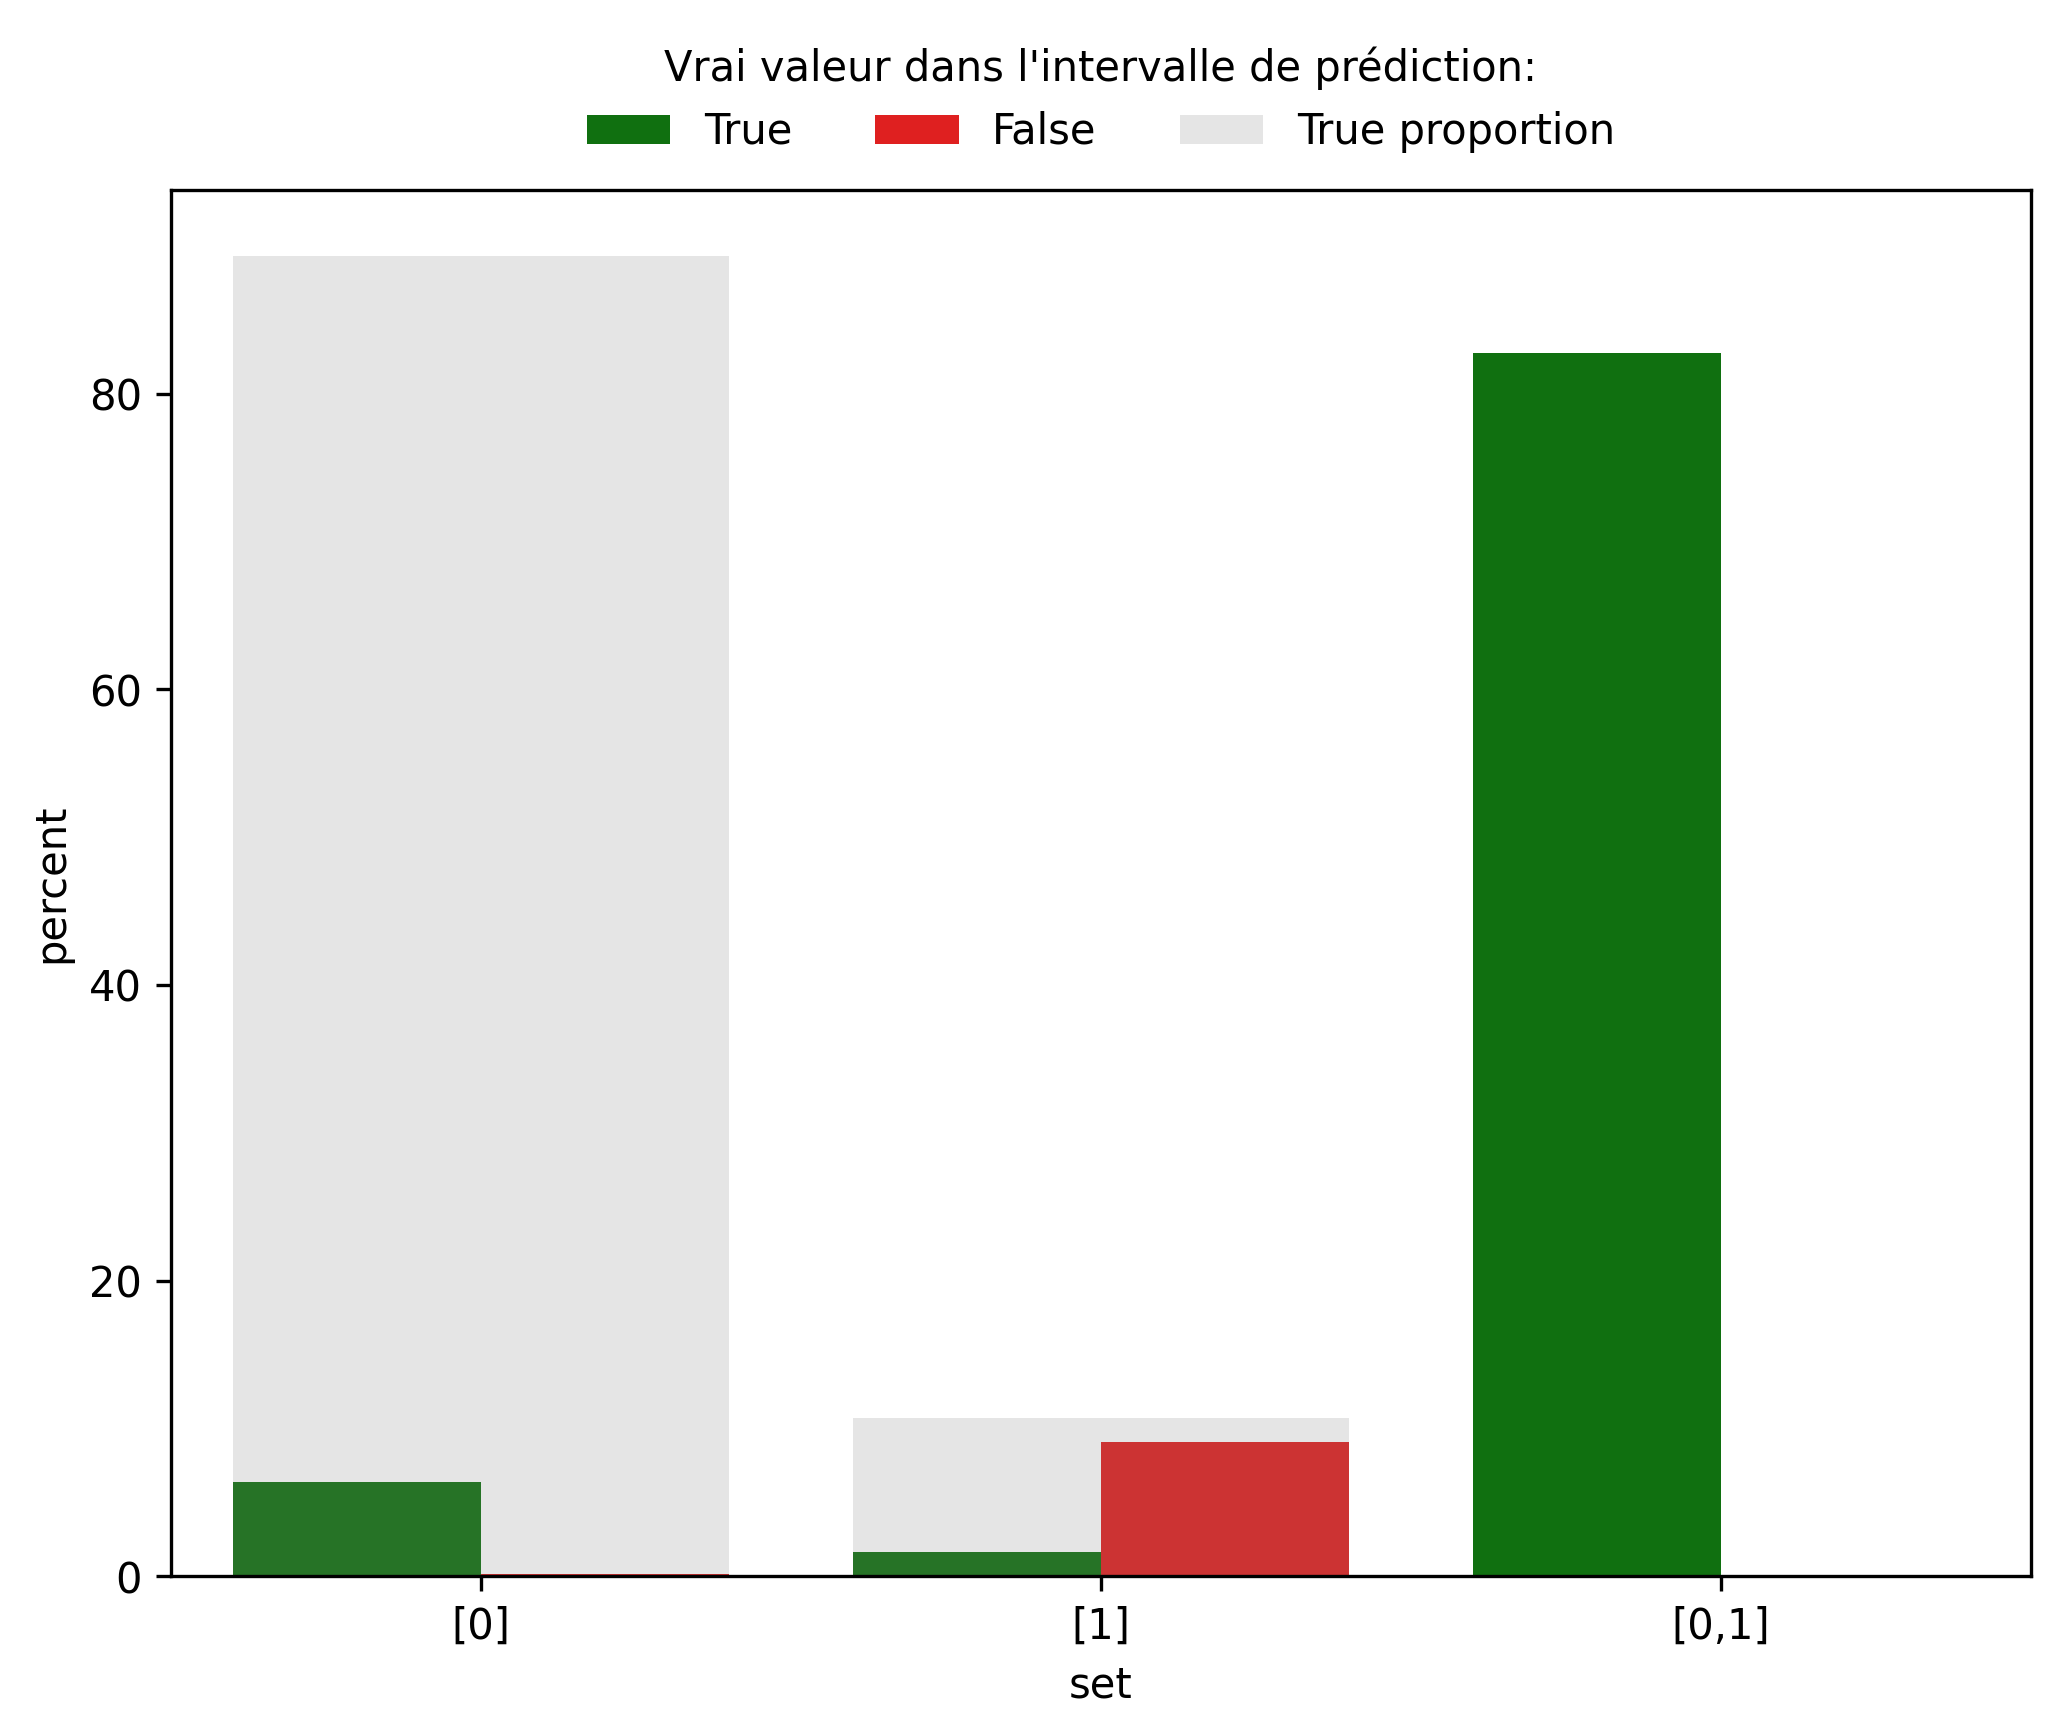 Vrai valeur dans l'intervalle de prédiction:
True False True proportion
80
60
40
20
0
percent
[0] [1] [0,1]
set